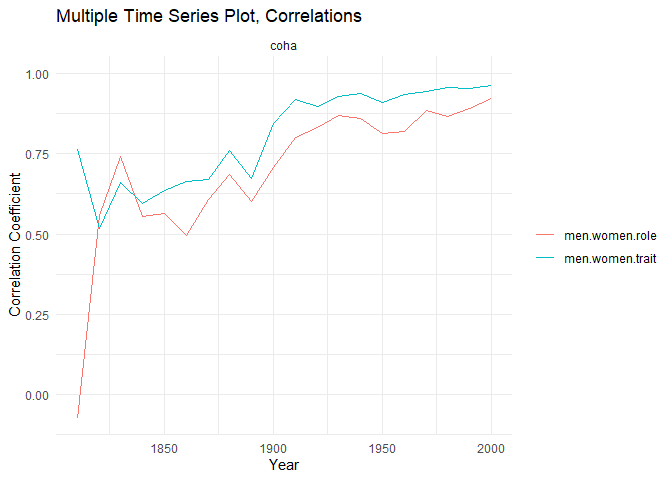 Multiple Time Series Plot, Correlations
coha
1.00
0.75
0.50
0.25
0.00
Correlation Coefficient
1850
1900
1950
2000
Year
men.women.role
men.women.trait